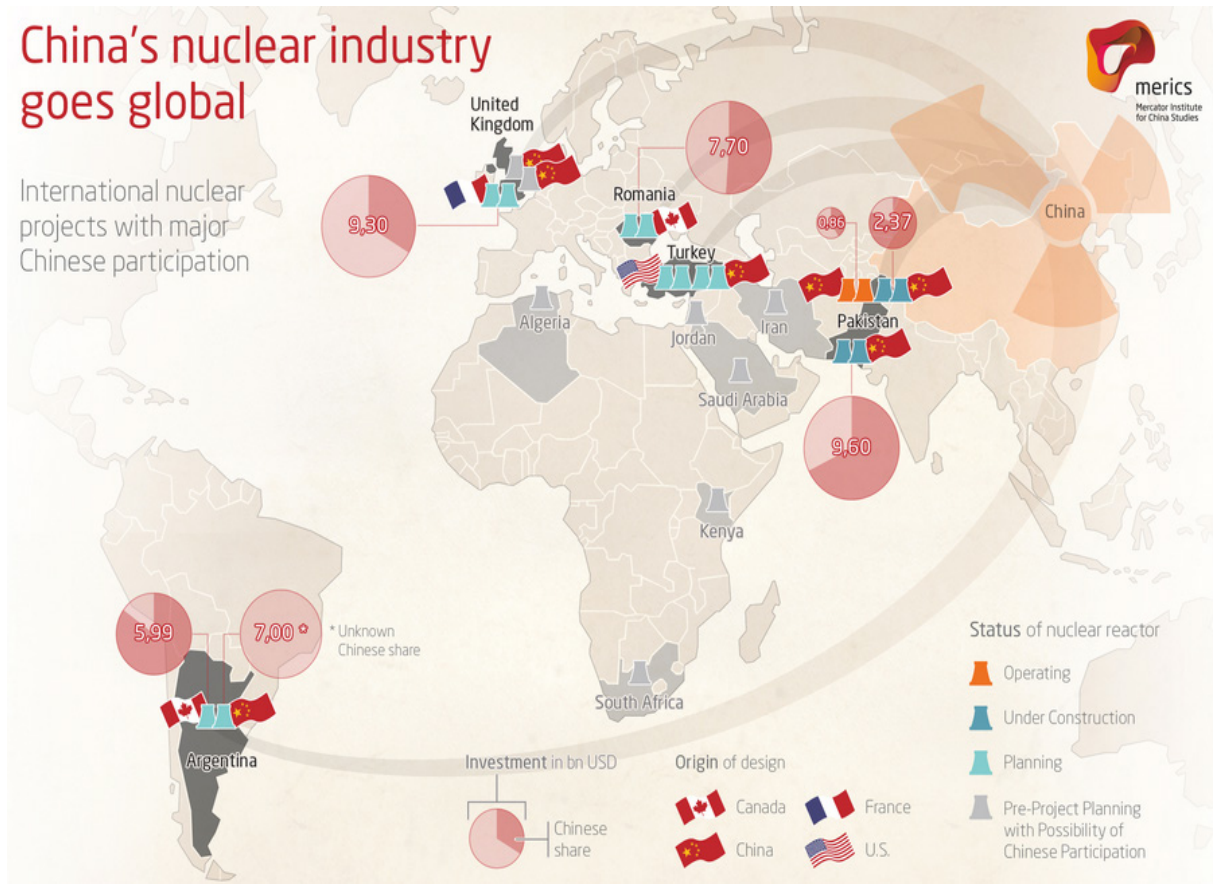 China's nuclear industry
goes global
International nuclear
projects with major
Chinese participation
merics
Mercator Institute
for China Studies
United
Kingdom
9,30
7,70
Romania
Turkey
0,86
2,37
China
Algeria
Jordan
Iran
Pakistan
Saudi Arabia
9,60
Kenya
South Africa
5,99
7,00 *
* Unknown
Chinese share
Argentina
Investment in bn USD
Chinese
share
Origin of design
Canada
France
China
U.S.
Status of nuclear reactor
Operating
Under Construction
Planning
Pre-Project Planning
with Possibility of
Chinese Participation